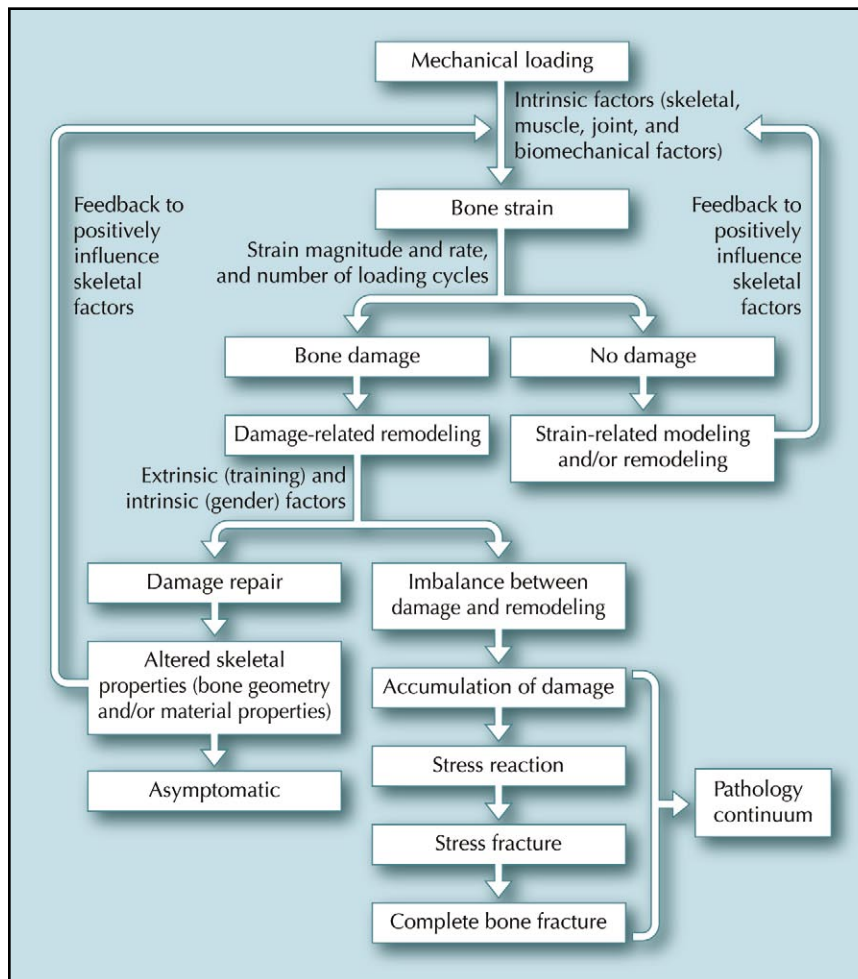 Mechanical loading
Intrinsic factors (skeletal,
muscle, joint, and
biomechanical factors)
Feedback to
positively
influence
skeletal
factors
Bone strain
Feedback to
positively
influence
skeletal
factors
Strain magnitude and rate,
and number of loading cycles
Bone damage
No damage
Damage-related remodeling
Strain-related modeling
and/or remodeling
Extrinsic (training) and
intrinsic (gender) factors
Damage repair
Imbalance between
damage and remodeling
Altered skeletal
properties (bone geometry
and/or material properties)
Accumulation of damage
Asymptomatic
Stress reaction
Pathology
continuum
Stress fracture
Complete bone fracture